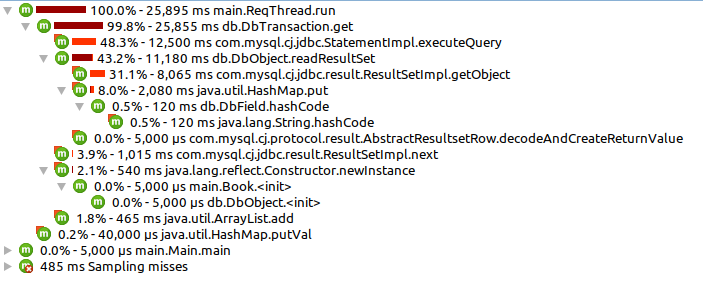 100.0% - 25,895 ms main.ReqThread.run
99.8% - 25,855 ms db.DbTransaction.get
48.3% - 12,500 ms com.mysql.cj.jdbc.StatementImpl.executeQuery
43.2% - 11,180 ms db.DbObject.readResultSet
31.1% - 8,065 ms com.mysql.cj.jdbc.result.ResultSetImpl.getObject
8.0% - 2,080 ms java.util.HashMap.put
0.5% - 120 ms db.DbField.hashCode
0.5% - 120 ms java.lang.String.hashCode
0.0% - 5,000 µs com.mysql.cj.protocol.result.AbstractResultsetRow.decodeAndCreateReturnValue
3.9% - 1,015 ms com.mysql.cj.jdbc.result.ResultSetImpl.next
2.1% - 540 ms java.lang.reflect.Constructor.newInstance
0.0% - 5,000 µs main.Book.<init>
0.0% - 5,000 µs db.DbObject.<init>
1.8% - 465 ms java.util.ArrayList.add
0.2% - 40,000 µs java.util.HashMap.putVal
0.0% - 5,000 µs main.Main.main
485 ms Sampling misses